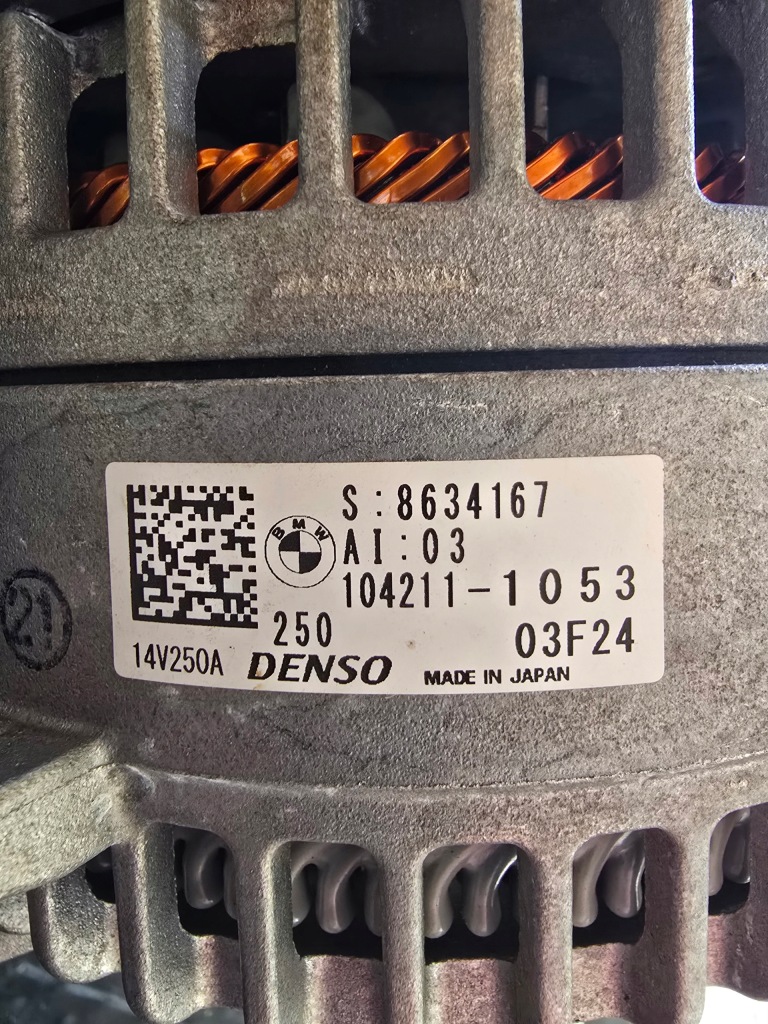 S:8634167
BMW
AI:03
104211-1053
250
03F24
14V250A
DENSO
MADE IN JAPAN
21